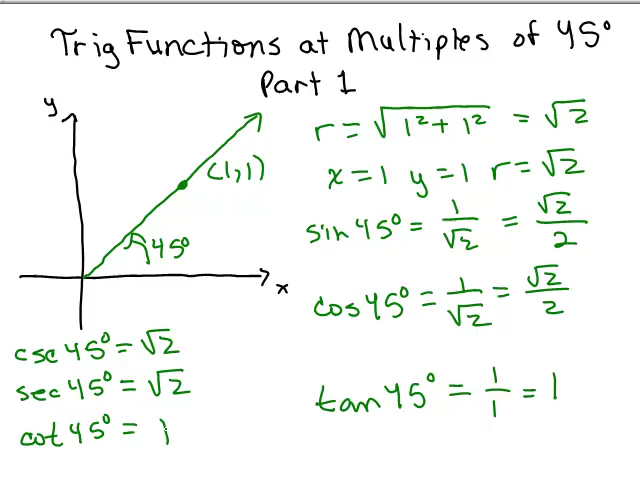 Trig Functions at Multiples of 45°
Part 1
y
(1,1)
45°
x
r = √(1² + 1²) = √2
x = 1 y = 1 r = √2
sin 45° = 1/√2 = √2/2
cos 45° = 1/√2 = √2/2
tan 45° = 1/1 = 1
csc 45° = √2
sec 45° = √2
cot 45° = 1